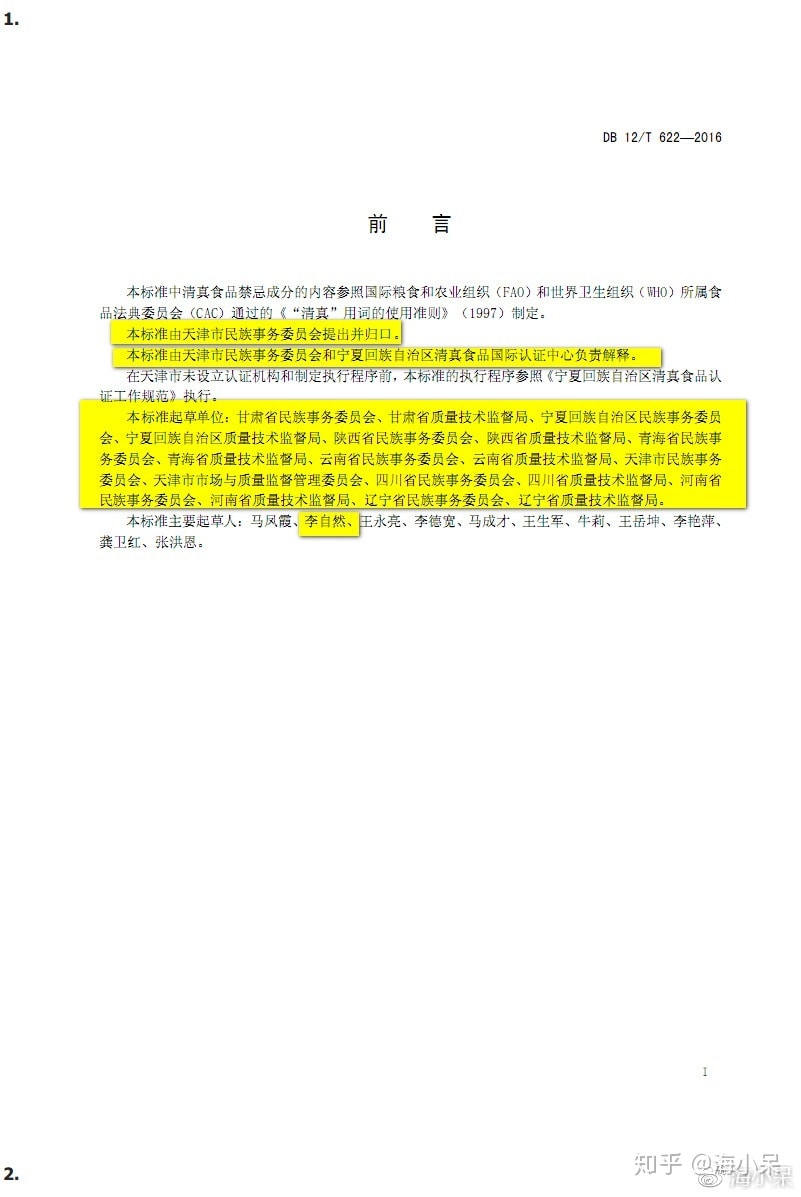 1.
DB 12/T 622—2016
前 言
本标准中清真食品禁忌成分的内容参照国际粮食和农业组织（FAO）和世界卫生组织（WHO）所属食
品法典委员会（CAC）通过的《“清真”用词的使用准则》（1997）制定。
本标准由天津市民族事务委员会提出并归口。
本标准由天津市民族事务委员会和宁夏回族自治区清真食品国际认证中心负责解释。
在天津市未设立认证机构和制定执行程序前，本标准的执行程序参照《宁夏回族自治区清真食品认
证工作规范》执行。
本标准起草单位：甘肃省民族事务委员会、甘肃省质量技术监督局、宁夏回族自治区民族事务委员
会、宁夏回族自治区质量技术监督局、陕西省民族事务委员会、陕西省质量技术监督局、青海省民族事
务委员会、青海省质量技术监督局、云南省民族事务委员会、云南省质量技术监督局、天津市民族事务
委员会、天津市市场与质量监督管理委员会、四川省民族事务委员会、四川省质量技术监督局、河南省
民族事务委员会、河南省质量技术监督局、辽宁省民族事务委员会、辽宁省质量技术监督局。
本标准主要起草人：马凤霞、李自然、王永亮、李德宽、马成才、王生军、牛莉、王岳坤、李艳萍、
龚卫红、张洪恩。
I
2.
知乎 @海小呆
海小呆